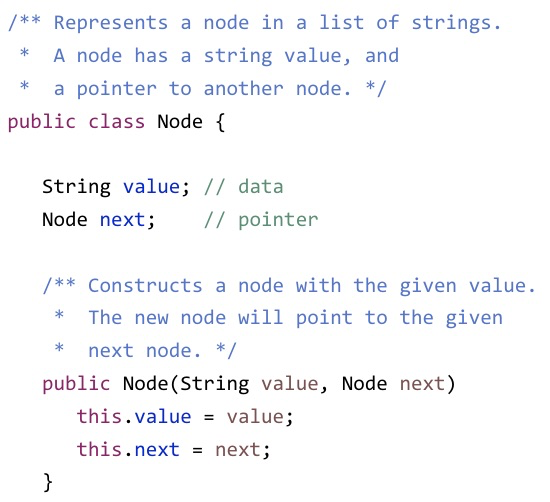 /** Represents a node in a list of strings.
 *  A node has a string value, and
 *  a pointer to another node. */
public class Node {

   String value; // data
   Node next;    // pointer

   /** Constructs a node with the given value.
    *  The new node will point to the given
    *  next node. */
   public Node(String value, Node next)
      this.value = value;
      this.next = next;
   }